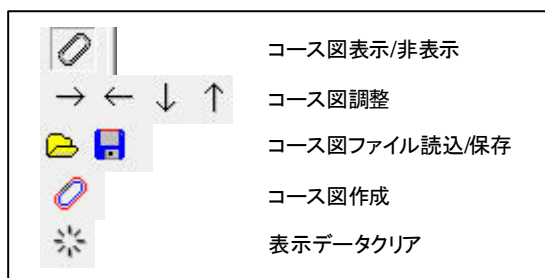 コース図表示/非表示
→ ← ↓ ↑ コース図調整
コース図ファイル読込/保存
コース図作成
表示データクリア